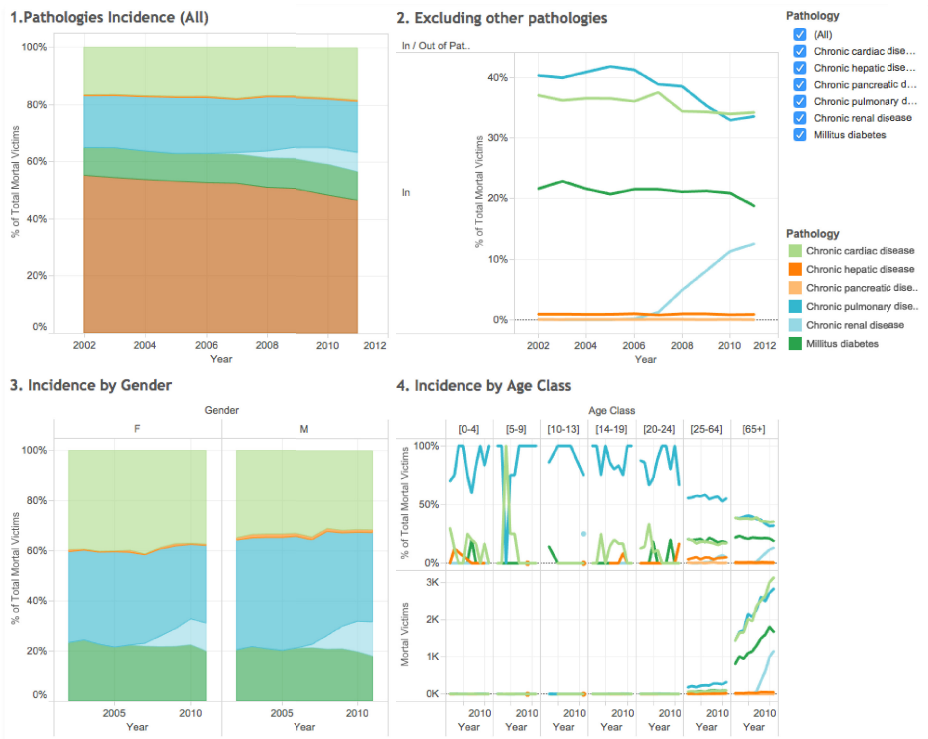 1.Pathologies Incidence (All)
100%
80%
60%
40%
20%
0%
% of Total Mortal Victims
2002 2004 2006 2008 2010 2012
Year
2. Excluding other pathologies
In / Out of Pat..
In
40%
30%
20%
10%
0%
% of Total Mortal Victims
2002 2004 2006 2008 2010 2012
Year
Pathology
(All)
Chronic cardiac dise...
Chronic hepatic dise...
Chronic pancreatic d...
Chronic pulmonary d...
Chronic renal disease
Millitus diabetes
Pathology
Chronic cardiac disease
Chronic hepatic disease
Chronic pancreatic dise..
Chronic pulmonary dise..
Chronic renal disease
Millitus diabetes
3. Incidence by Gender
Gender
F M
100%
80%
60%
40%
20%
0%
% of Total Mortal Victims
2005 2010 2005 2010
Year Year
4. Incidence by Age Class
Age Class
[0-4] [5-9] [10-13] [14-19] [20-24] [25-64] [65+]
100%
50%
0%
% of Total Mortal Victims
3K
2K
1K
0K
Mortal Victims
2010 2010 2010 2010 2010 2010 2010
Year Year Year Year Year Year Year